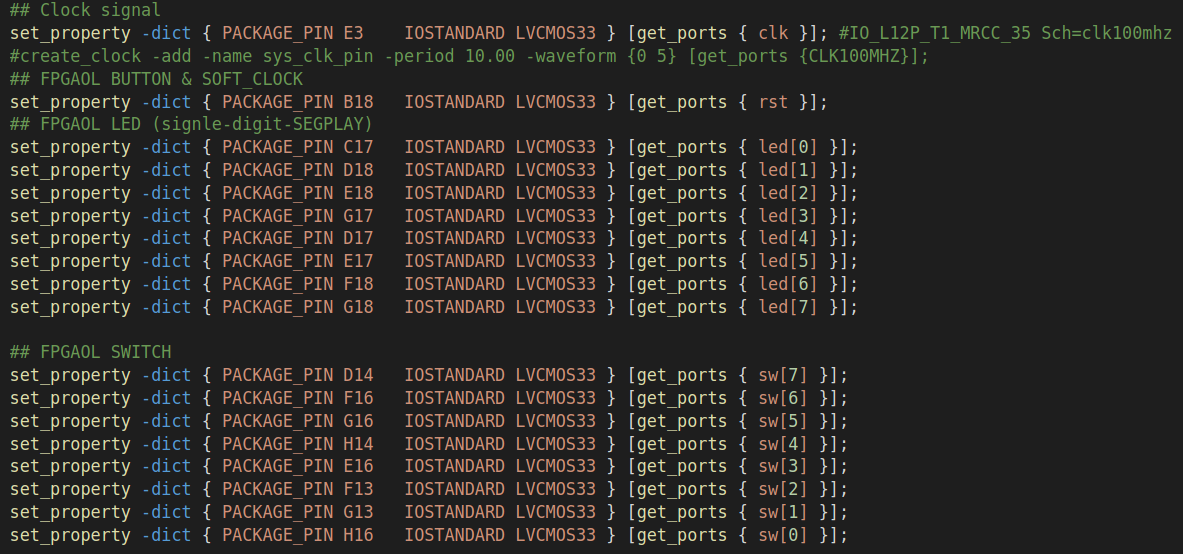 ## Clock signal
set_property -dict { PACKAGE_PIN E3    IOSTANDARD LVCMOS33 } [get_ports { clk }]; #IO_L12P_T1_MRCC_35 Sch=clk100mhz
#create_clock -add -name sys_clk_pin -period 10.00 -waveform {0 5} [get_ports {CLK100MHZ}];
## FPGAOL BUTTON & SOFT_CLOCK
set_property -dict { PACKAGE_PIN B18   IOSTANDARD LVCMOS33 } [get_ports { rst }];
## FPGAOL LED (signle-digit-SEGPLAY)
set_property -dict { PACKAGE_PIN C17   IOSTANDARD LVCMOS33 } [get_ports { led[0] }];
set_property -dict { PACKAGE_PIN D18   IOSTANDARD LVCMOS33 } [get_ports { led[1] }];
set_property -dict { PACKAGE_PIN E18   IOSTANDARD LVCMOS33 } [get_ports { led[2] }];
set_property -dict { PACKAGE_PIN G17   IOSTANDARD LVCMOS33 } [get_ports { led[3] }];
set_property -dict { PACKAGE_PIN D17   IOSTANDARD LVCMOS33 } [get_ports { led[4] }];
set_property -dict { PACKAGE_PIN E17   IOSTANDARD LVCMOS33 } [get_ports { led[5] }];
set_property -dict { PACKAGE_PIN F18   IOSTANDARD LVCMOS33 } [get_ports { led[6] }];
set_property -dict { PACKAGE_PIN G18   IOSTANDARD LVCMOS33 } [get_ports { led[7] }];

## FPGAOL SWITCH
set_property -dict { PACKAGE_PIN D14   IOSTANDARD LVCMOS33 } [get_ports { sw[7] }];
set_property -dict { PACKAGE_PIN F16   IOSTANDARD LVCMOS33 } [get_ports { sw[6] }];
set_property -dict { PACKAGE_PIN G16   IOSTANDARD LVCMOS33 } [get_ports { sw[5] }];
set_property -dict { PACKAGE_PIN H14   IOSTANDARD LVCMOS33 } [get_ports { sw[4] }];
set_property -dict { PACKAGE_PIN E16   IOSTANDARD LVCMOS33 } [get_ports { sw[3] }];
set_property -dict { PACKAGE_PIN F13   IOSTANDARD LVCMOS33 } [get_ports { sw[2] }];
set_property -dict { PACKAGE_PIN G13   IOSTANDARD LVCMOS33 } [get_ports { sw[1] }];
set_property -dict { PACKAGE_PIN H16   IOSTANDARD LVCMOS33 } [get_ports { sw[0] }];